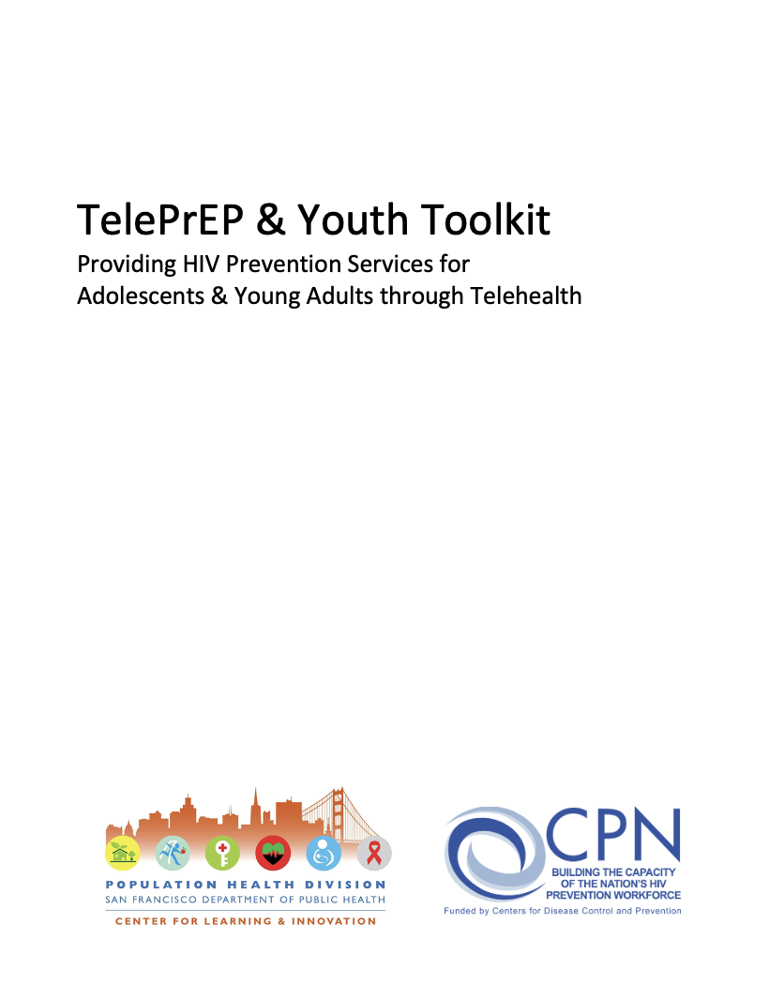 TelePrEP & Youth Toolkit
Providing HIV Prevention Services for
Adolescents & Young Adults through Telehealth
POPULATION HEALTH DIVISION
SAN FRANCISCO DEPARTMENT OF PUBLIC HEALTH
CENTER FOR LEARNING & INNOVATION
CPN
BUILDING THE CAPACITY
OF THE NATION'S HIV
PREVENTION WORKFORCE
Funded by Centers for Disease Control and Prevention